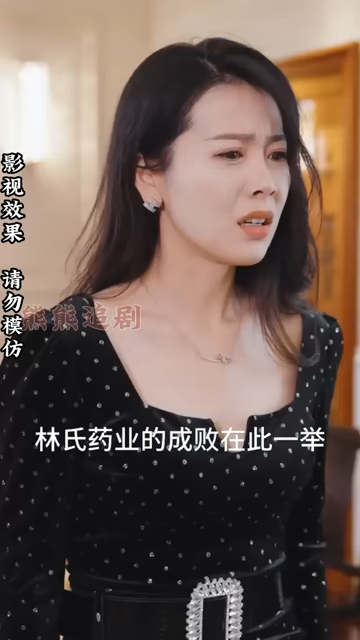 影视效果 请勿模仿
熊熊追剧
林氏药业的成败在此一举